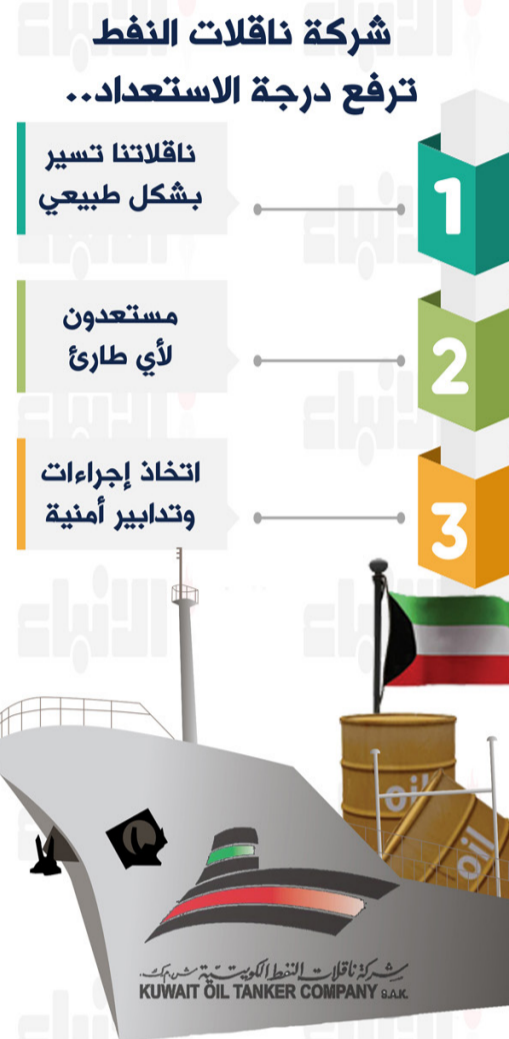 شركة ناقلات النفط
ترفع درجة الاستعداد..
1
ناقلاتنا تسير
بشكل طبيعي
2
مستعدون
لأي طارئ
3
اتخاذ إجراءات
وتدابير أمنية
oil
oil
شركة ناقلات النفط الكويتية ش.م.ك.
KUWAIT OIL TANKER COMPANY S.A.K.
الأنباء